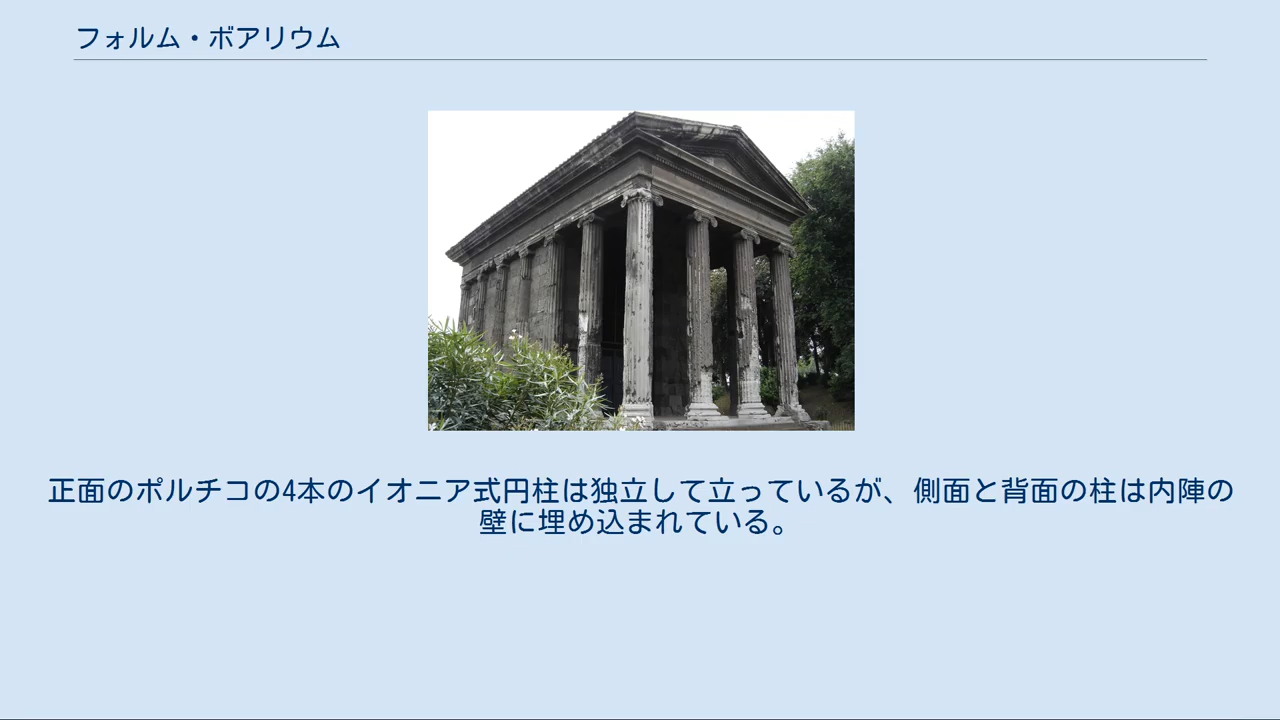 フォルム・ボアリウム
正面のポルチコの4本のイオニア式円柱は独立して立っているが、側面と背面の柱は内陣の
壁に埋め込まれている。